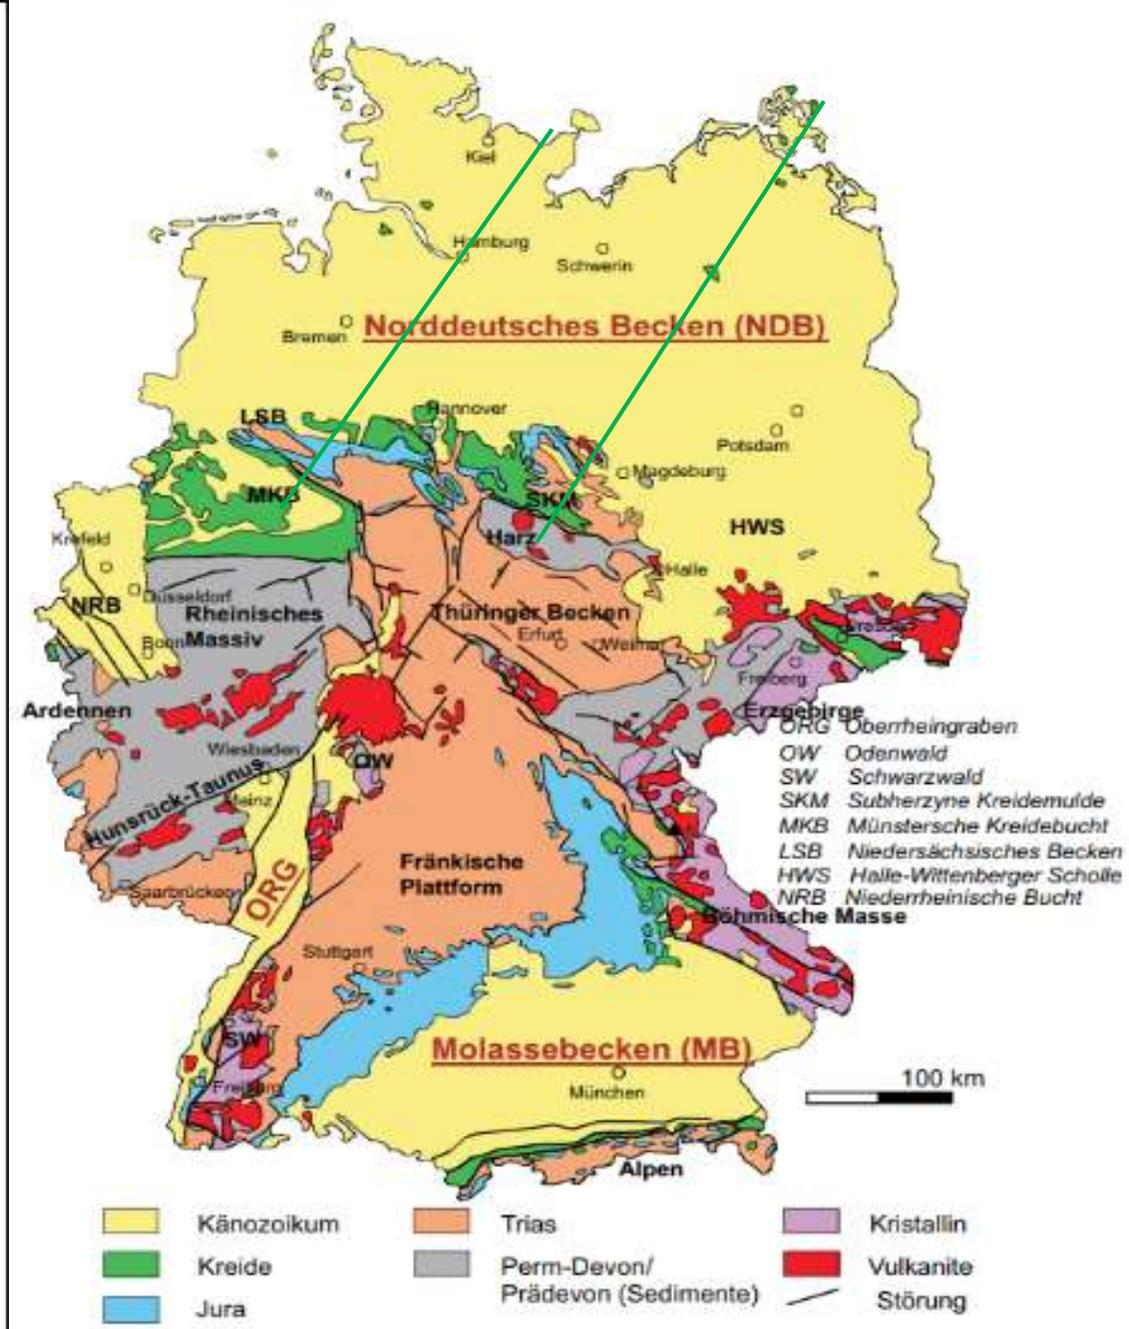 Kiel
Hamburg
Schwerin
Norddeutsches Becken (NDB)
Bremen
LSB
Hannover
Potsdam
Magdeburg
MKB
SKM
HWS
Krefeld
Harz
Halle
Düsseldorf
NRB
Rheinisches
Massiv
Thüringer Becken
Erfurt
Weimar
Bonn
Freiberg
Ardennen
Erzgebirge
ORG Oberrheingraben
Wiesbaden
OW
OW Odenwald
SW Schwarzwald
Hunsrück-Taunus
Mainz
SKM Subherzyne Kreidemulde
MKB Münstersche Kreidebucht
LSB Niedersächsisches Becken
HWS Halle-Wittenberger Scholle
NRB Niederrheinische Bucht
Fränkische
Plattform
Saarbrücken
ORG
Böhmische Masse
Stuttgart
SW
Molassebecken (MB)
Freiburg
München
100 km
Alpen
Känozoikum
Trias
Kristallin
Kreide
Perm-Devon/
Prädevon (Sedimente)
Vulkanite
Jura
Störung